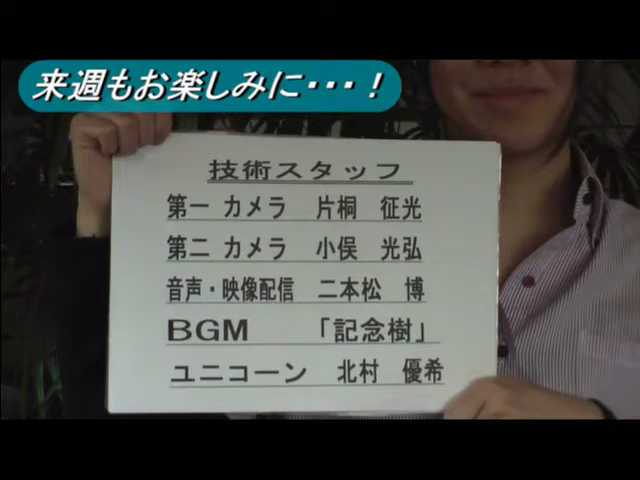 来週もお楽しみに・・・！
技術スタッフ
第一 カメラ 片桐 征光
第二 カメラ 小俣 光弘
音声・映像配信 二本松 博
BGM 「記念樹」
ユニコーン 北村 優希